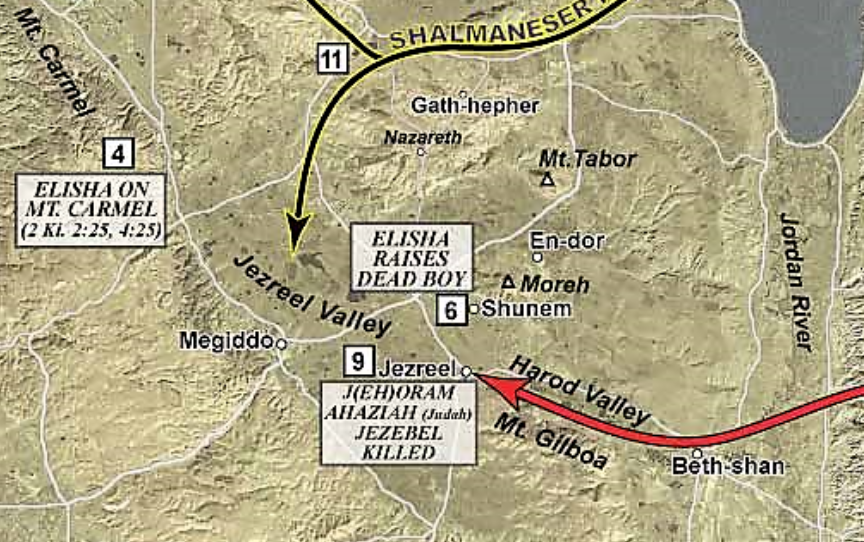 Mt. Carmel
SHALMANESER
11
Gath-hepher
Nazareth
4
Mt.Tabor
ELISHA ON
MT. CARMEL
(2 Ki. 2:25, 4:25)
Jordan River
ELISHA
RAISES
DEAD BOY
En-dor
Jezreel Valley
Moreh
6
Shunem
Megiddo
9
Jezreel
Harod Valley
J(EH)ORAM
AHAZIAH (Judah)
JEZEBEL
KILLED
Mt. Gilboa
Beth-shan